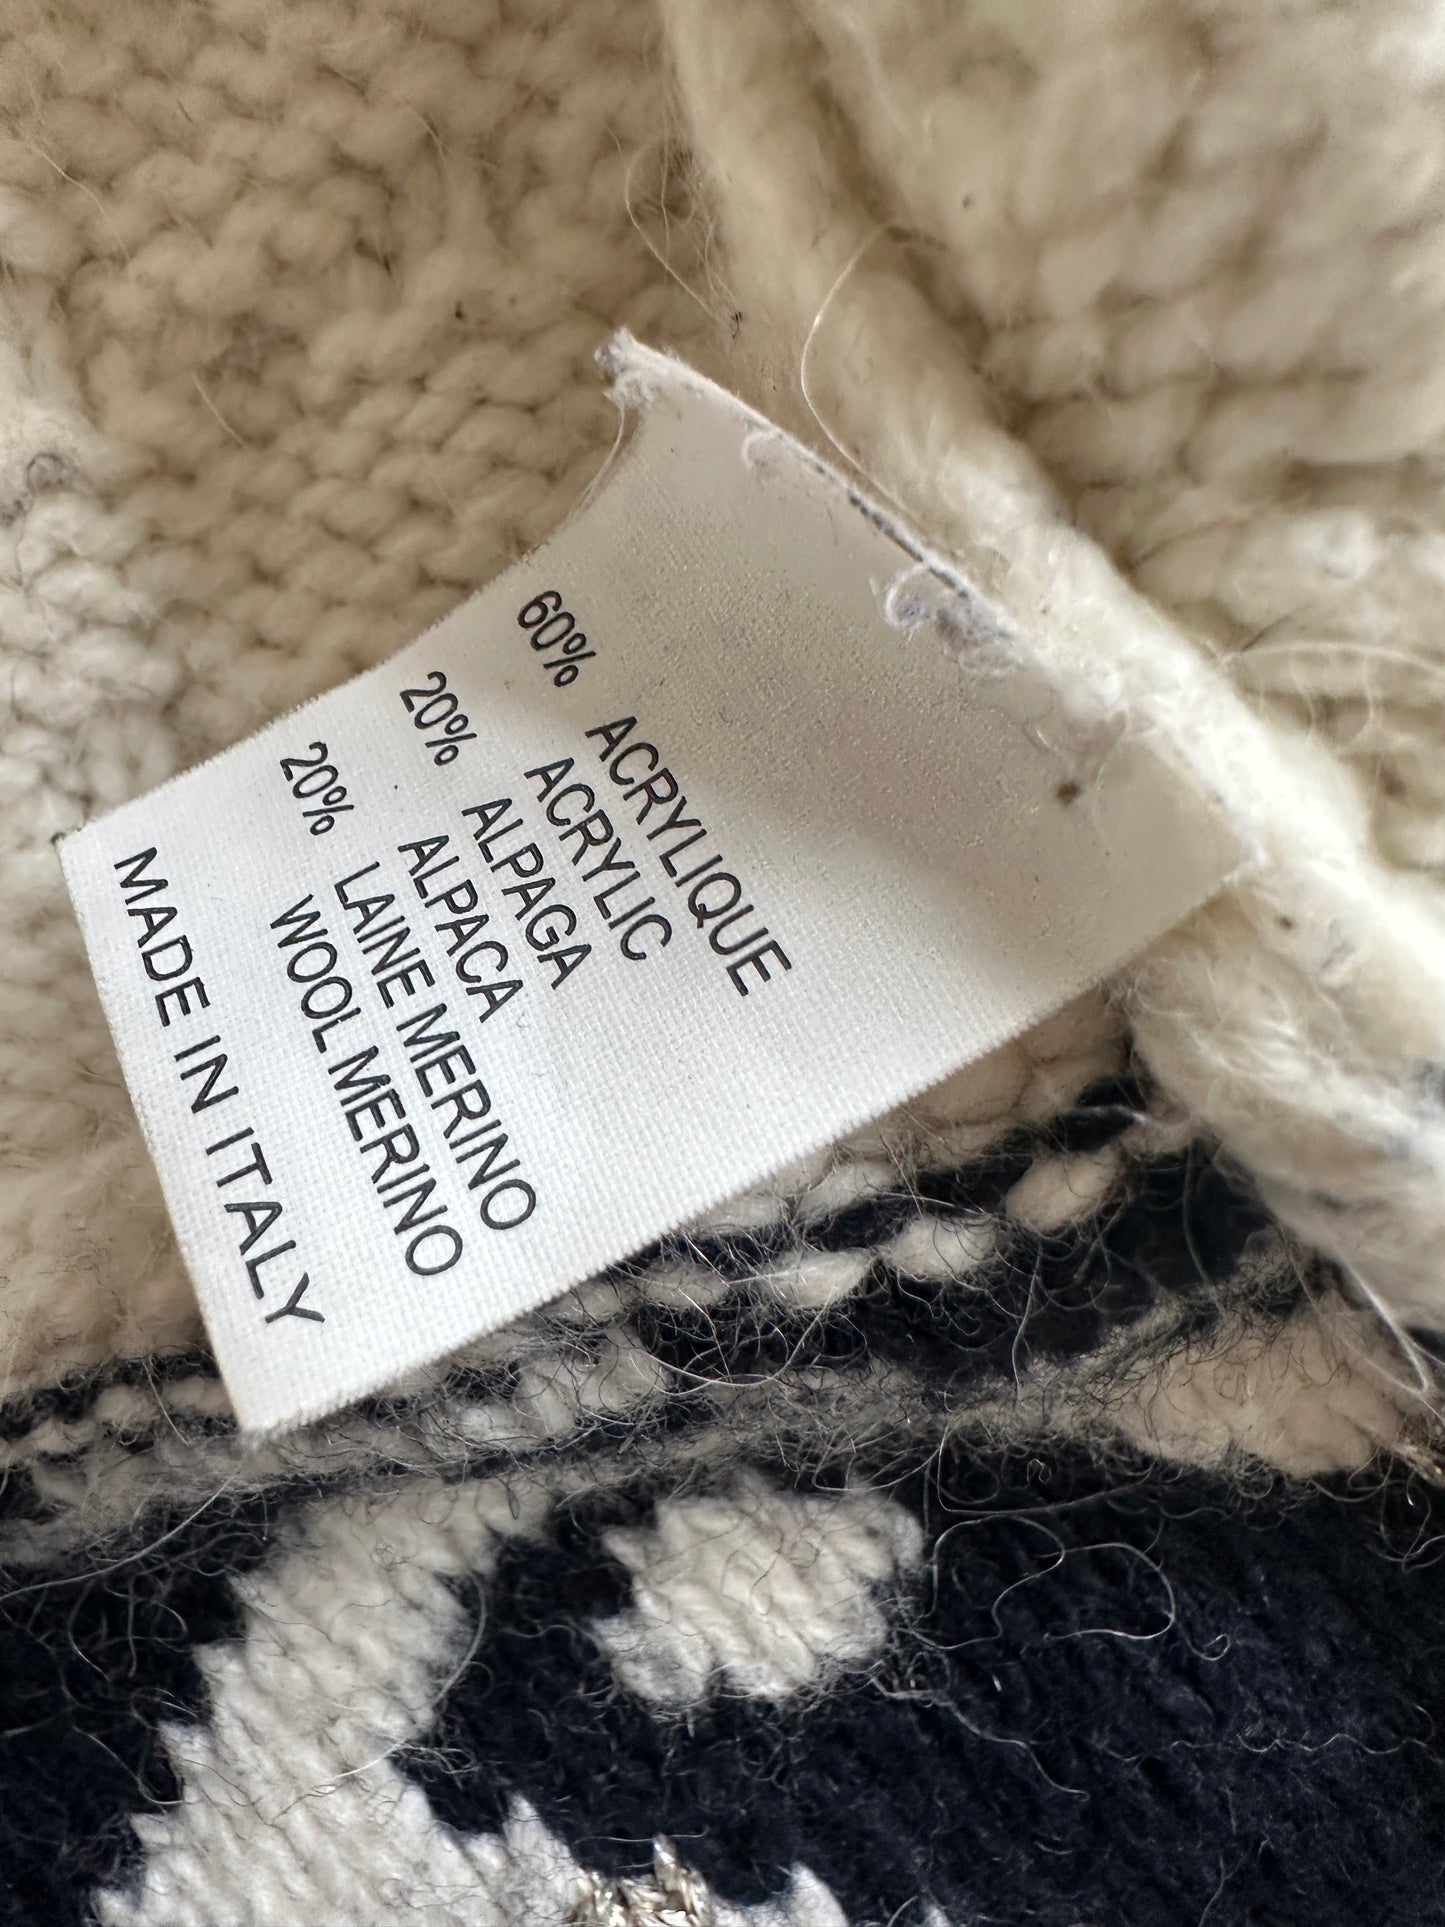 60% ACRYLIQUE
ACRYLIC
20% ALPAGA
ALPACA
20% LAINE MERINO
WOOL MERINO
MADE IN ITALY